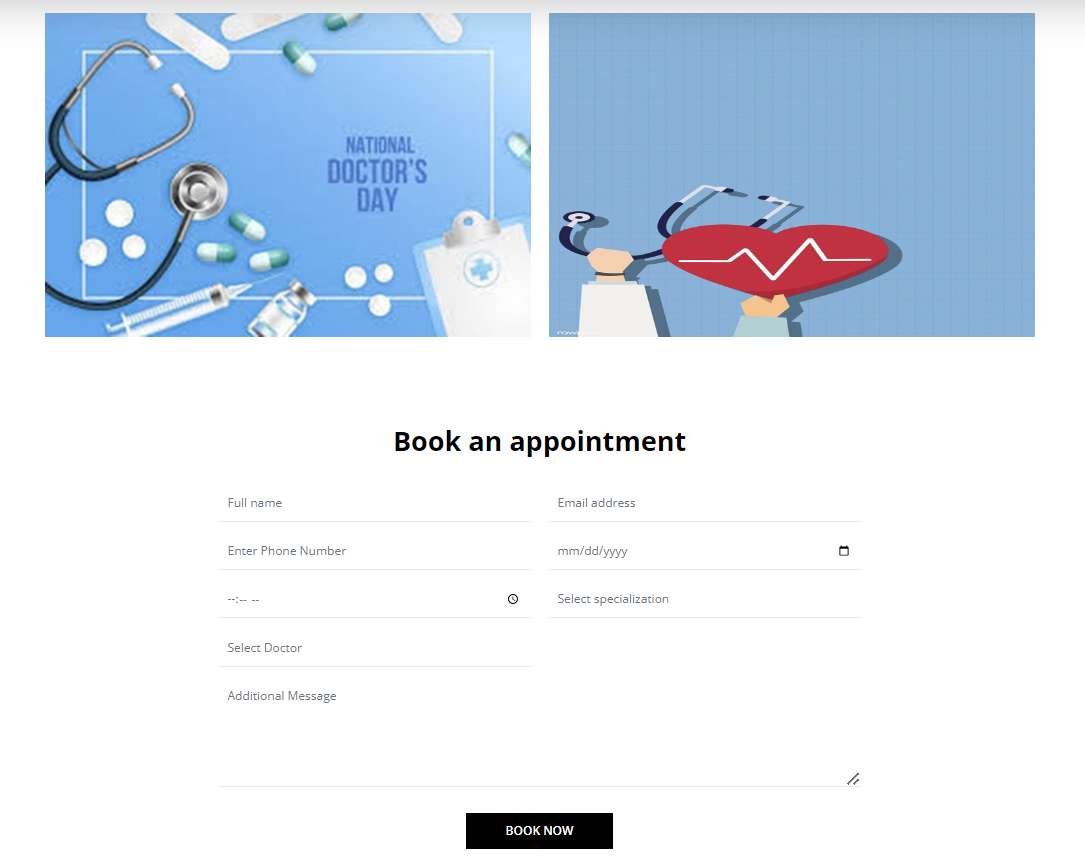 NATIONAL
DOCTOR'S
DAY
Book an appointment
Full name
Email address
Enter Phone Number
mm/dd/yyyy
--:-- --
Select specialization
Select Doctor
Additional Message
BOOK NOW